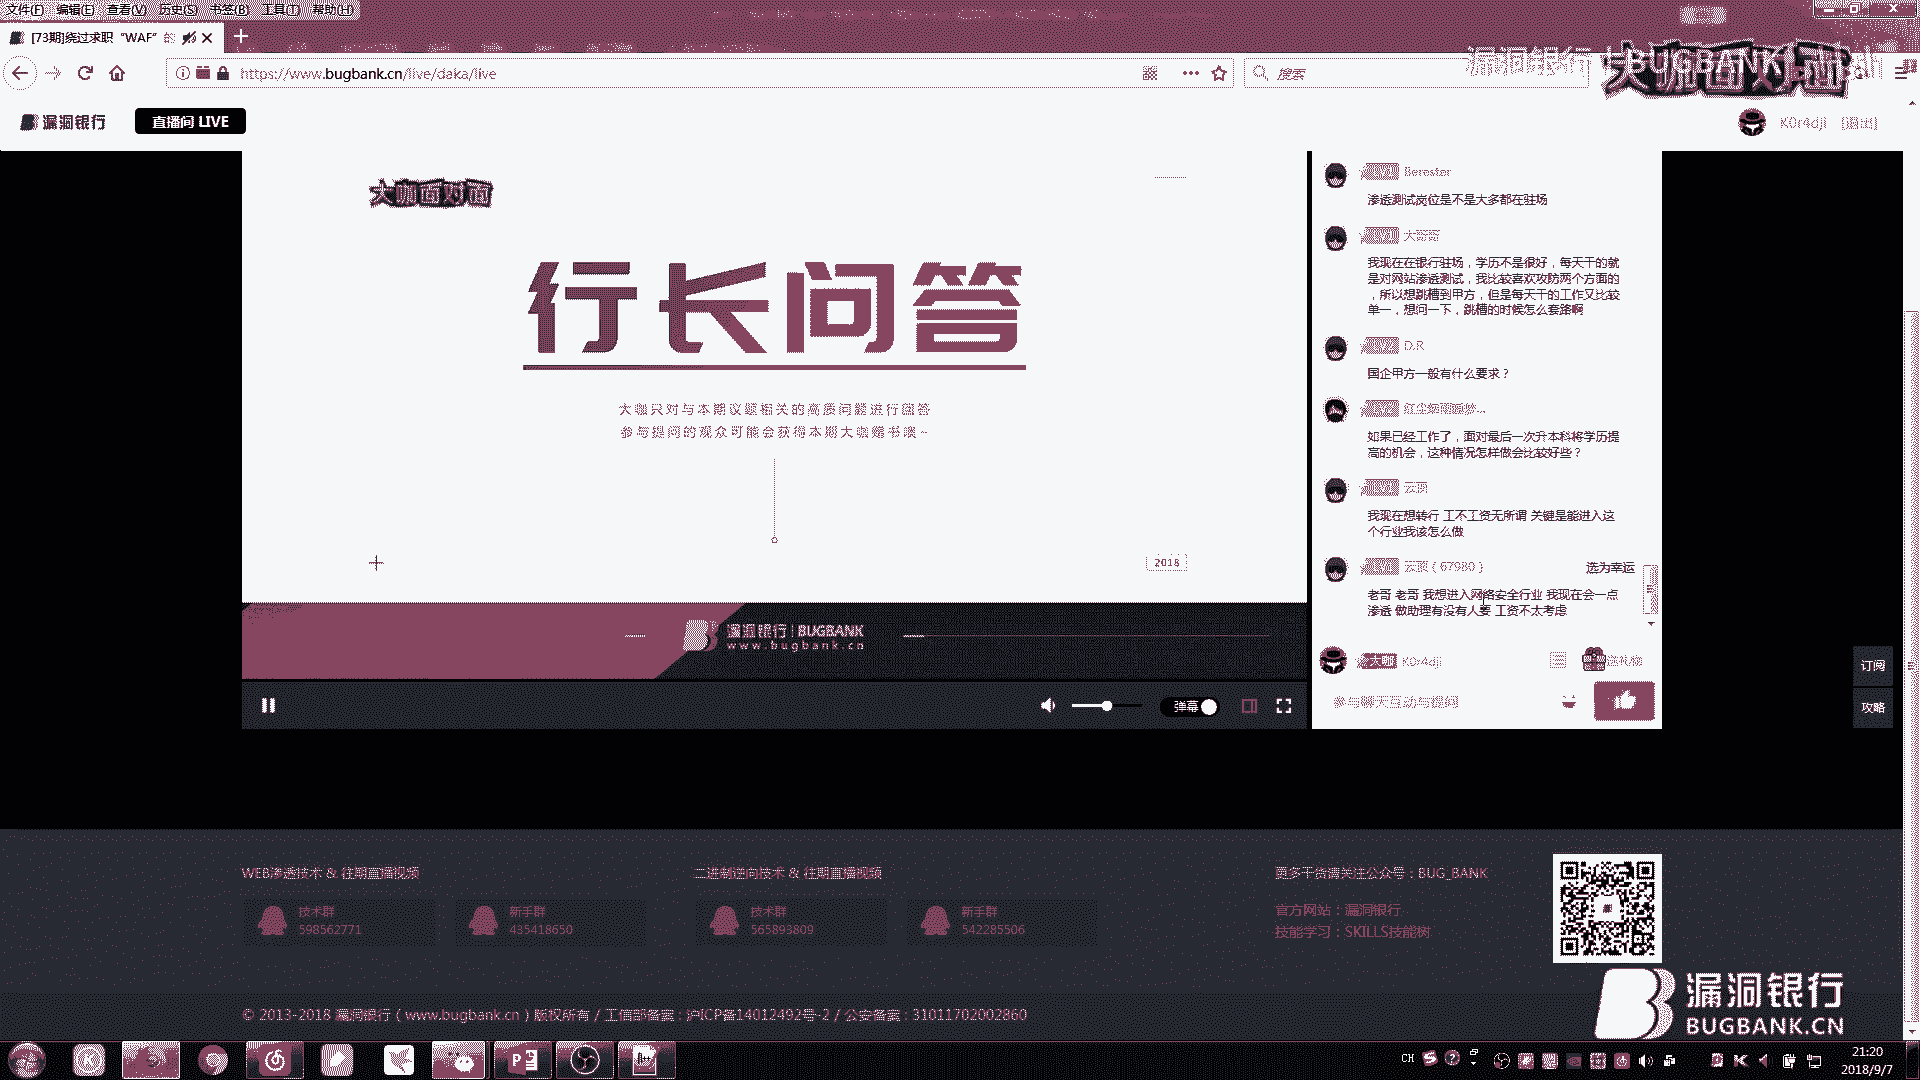 文件(F) 编辑(E) 查看(V) 历史(S) 书签(B) 工具(T) 帮助(H)
[73期]绕过求职“WAF”的
https://www.bugbank.cn/live/daka/live
搜索
漏洞银行
大咖面对面
漏洞银行
直播间 LIVE
K0r4dji [退出]
大咖面对面
行长问答
大咖只对与本期议题相关的高质问题进行回答
参与提问的观众可能会获得本期大咖赠书噢~
2018
漏洞银行 | BUGBANK
www.bugbank.cn
弹幕
渗透测试岗位是不是大多都在驻场
大哥哥
我现在在银行驻场，学历不是很好，每天干的就
是对网站渗透测试，我比较喜欢攻防两个方面的
，所以想跳槽到甲方，但是每天干的工作又比较
单一，想问一下，跳槽的时候怎么套路啊
D.R
国企甲方一般有什么要求？
如果已经工作了，面对最后一次升本科将学历提
高的机会，这种情况怎样做会比较好些？
云顶
我现在想转行 工不工资无所谓 关键是能进入这
个行业我该怎么做
云顶 ( 67980 )
选为幸运
老哥 老哥 我想进入网络安全行业 我现在会一点
渗透 做助理有没有人要 工资不太考虑
大咖 K0r4dji
参与聊天互动与提问
订阅
攻略
WEB渗透技术 & 往期直播视频
技术群
598562771
新手群
435418650
二进制逆向技术 & 往期直播视频
技术群
565893809
新手群
542285506
更多干货请关注公众号：BUG_BANK
官方网站：漏洞银行
技能学习：SKILLS技能树
漏洞银行
BUGBANK.CN
© 2013-2018 漏洞银行 ( www.bugbank.cn ) 版权所有 / 工信部备案 : 沪ICP备14012492号-2 / 公安备案 : 31011702002860
CH
21:20
2018/9/7